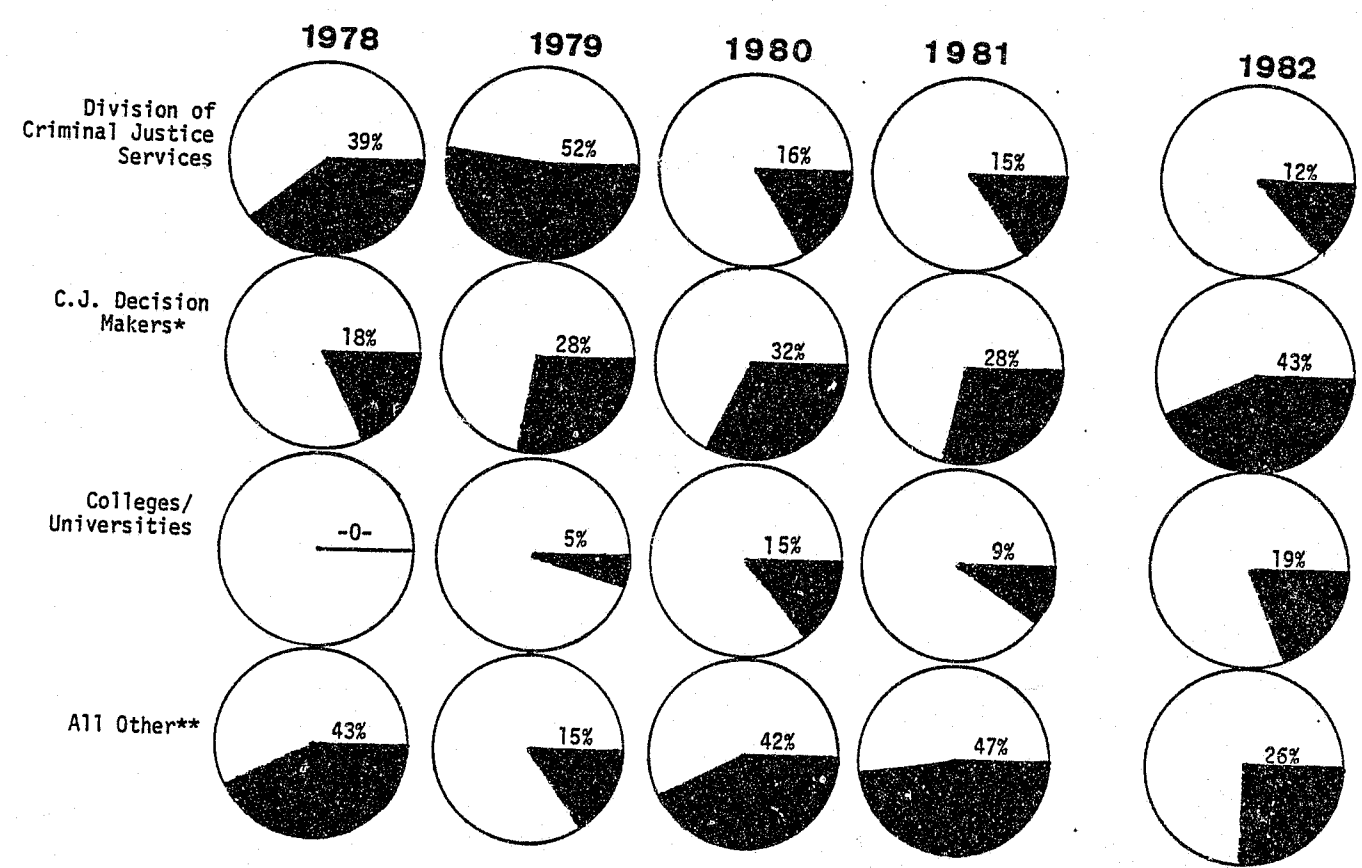 1978 1979 1980 1981 1982
Division of
Criminal Justice
Services
39% 52% 16% 15% 12%
C.J. Decision
Makers*
18% 28% 32% 28% 43%
Colleges/
Universities
-0- 5% 15% 9% 19%
All Other**
43% 15% 42% 47% 26%